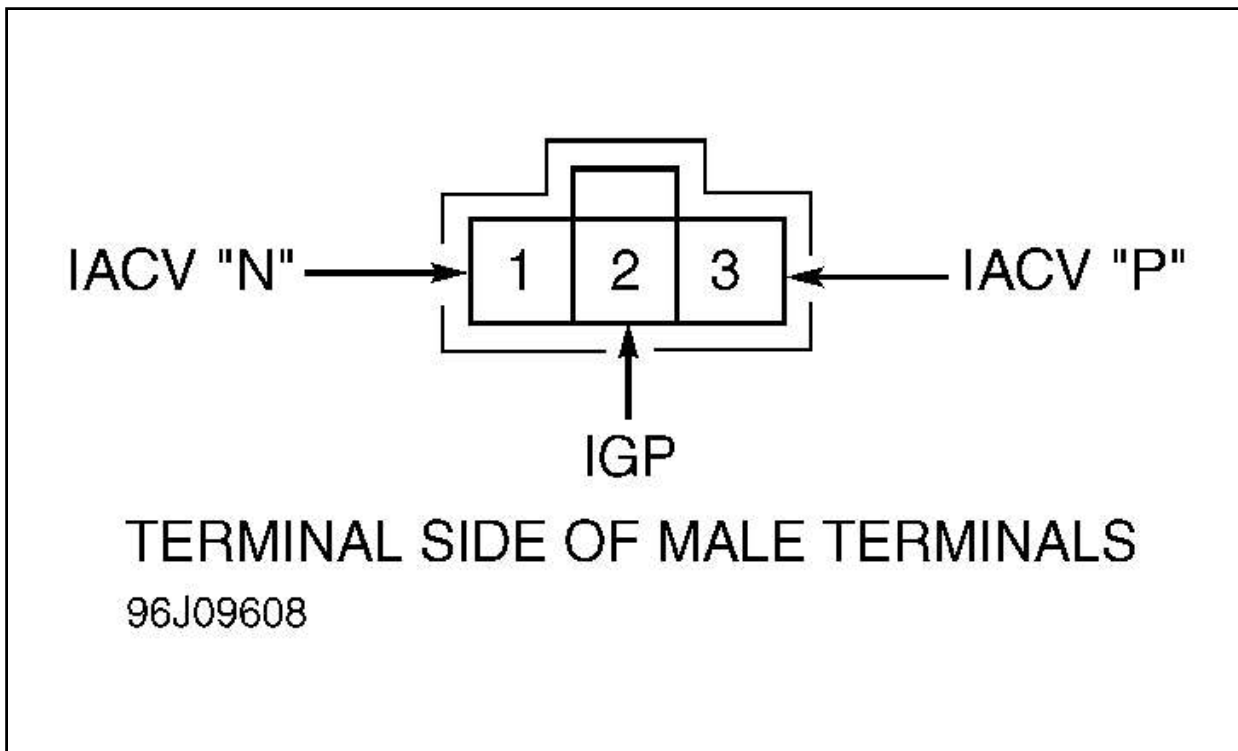 IACV "N"
1
2
3
IACV "P"
IGP
TERMINAL SIDE OF MALE TERMINALS
96J09608